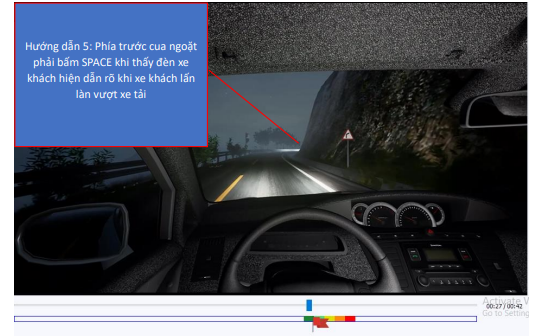 Hướng dẫn 5: Phía trước cua ngoặt
phải bấm SPACE khi thấy đèn xe
khách hiện dẫn rõ khi xe khách lấn
làn vượt xe tải
Activate V
00:27 / 00:42
Go to Setting